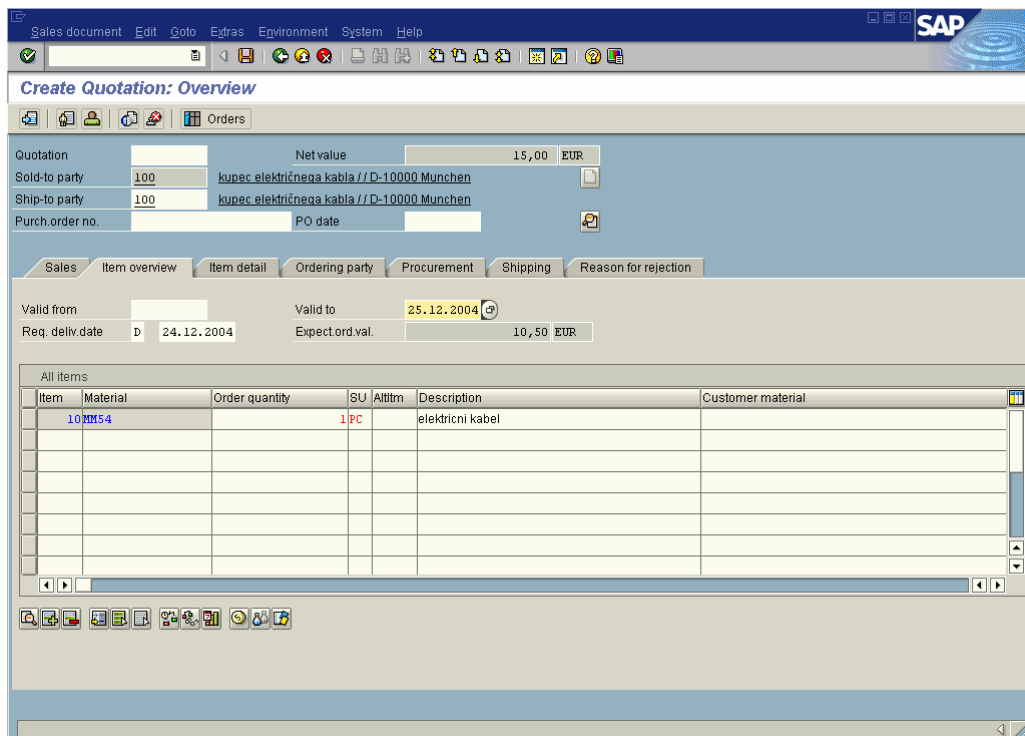 Sales document Edit Goto Extras Environment System Help
SAP
Create Quotation: Overview
Orders
Quotation Net value 15,00 EUR
Sold-to party 100 kupec električnega kabla / / D-10000 Munchen
Ship-to party 100 kupec električnega kabla / / D-10000 Munchen
Purch.order no. PO date
Sales Item overview Item detail Ordering party Procurement Shipping Reason for rejection
Valid from Valid to 25.12.2004
Req. deliv.date D 24.12.2004 Expect.ord.val. 10,50 EUR
All items
Item Material Order quantity SU AltItm Description Customer material
10 MM54 1 PC elektricni kabel